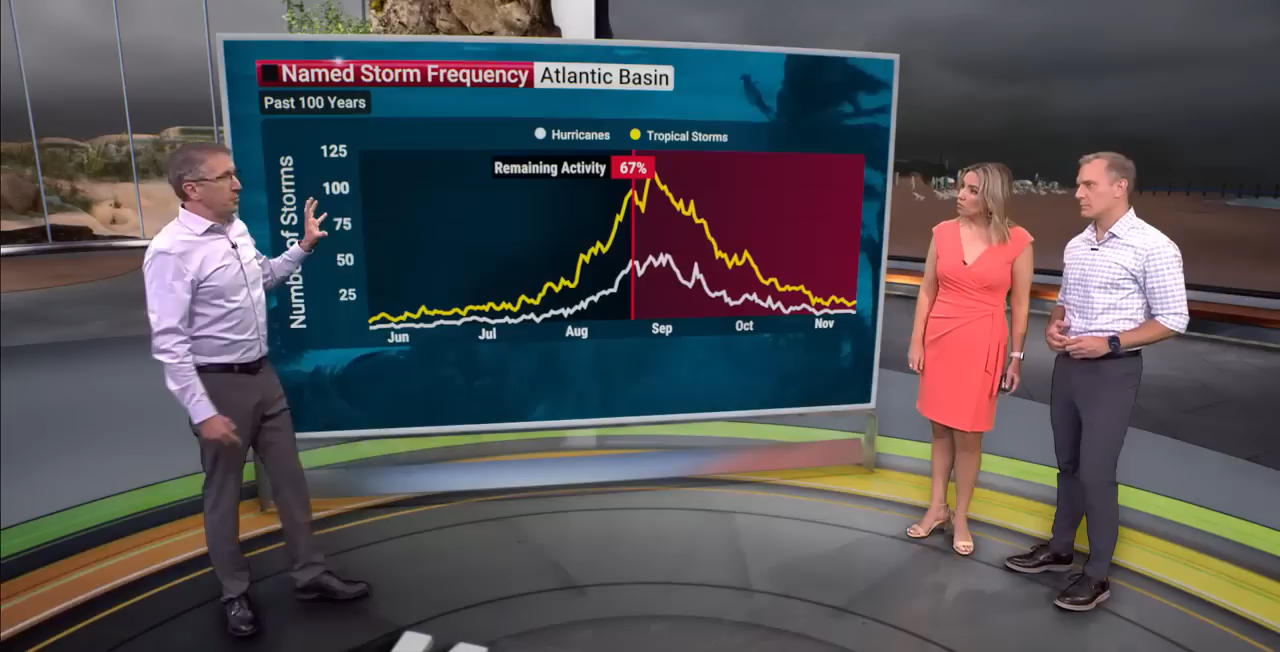 Named Storm Frequency Atlantic Basin
Past 100 Years
Hurricanes Tropical Storms
Remaining Activity 67%
Number of Storms
125
100
75
50
25
Jun Jul Aug Sep Oct Nov